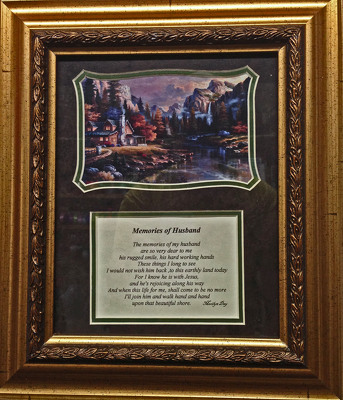 Memories of Husband
The memories of my husband
are so very dear to me
his rugged smile, his hard working hands
These things I long to see
I would not wish him back ,to this earthly land today
For I know he is with Jesus,
and he's rejoicing along his way
And when this life for me, shall come to be no more
I'll join him and walk hand and hand
upon that beautiful shore.